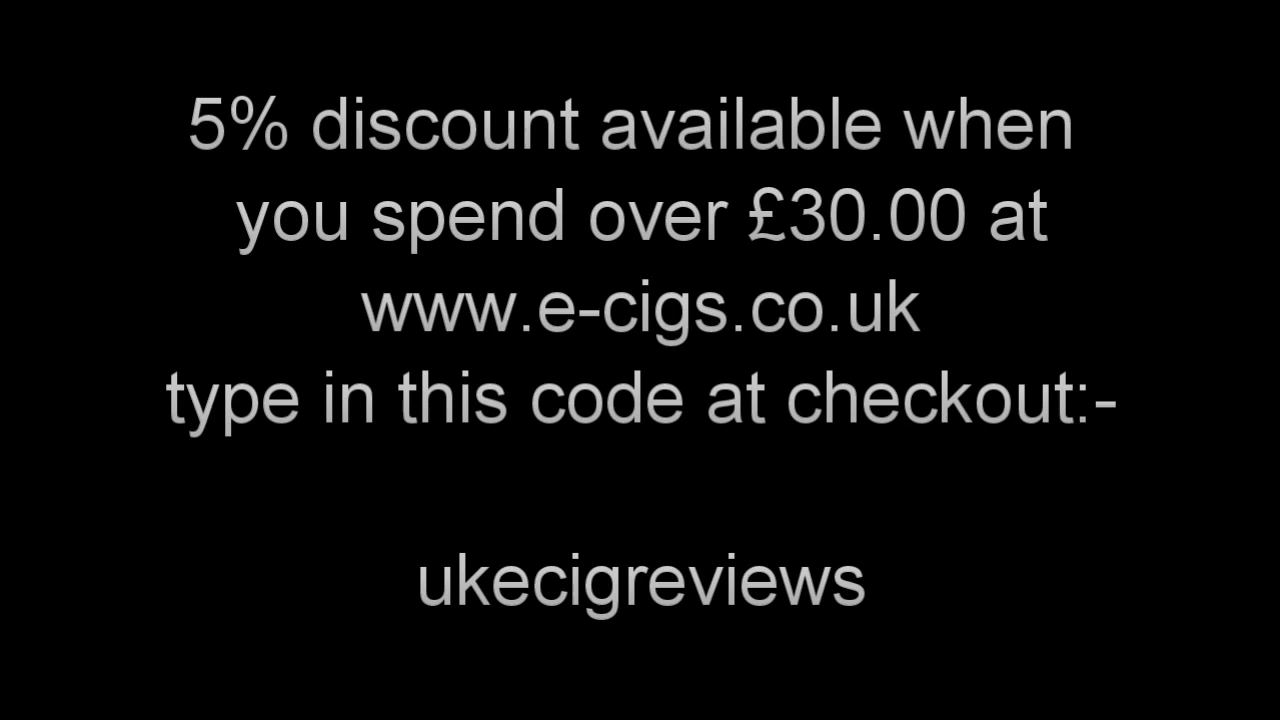 5% discount available when
you spend over £30.00 at
www.e-cigs.co.uk
type in this code at checkout:-
ukecigreviews